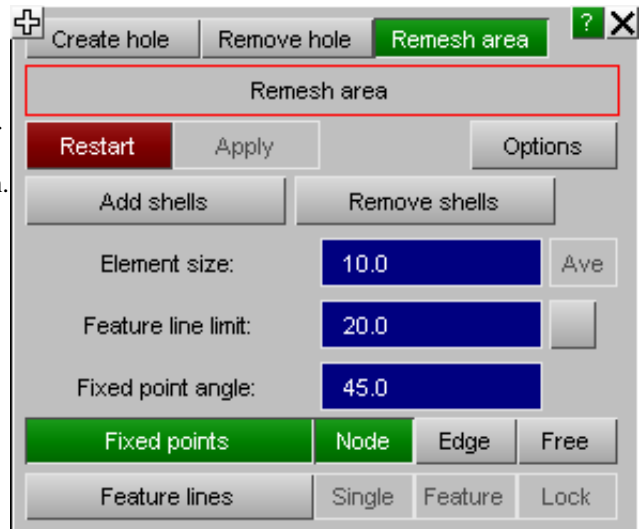 Create hole Remove hole Remesh area ? X
Remesh area
Restart Apply Options
Add shells Remove shells
Element size: 10.0 Ave
Feature line limit: 20.0
Fixed point angle: 45.0
Fixed points Node Edge Free
Feature lines Single Feature Lock